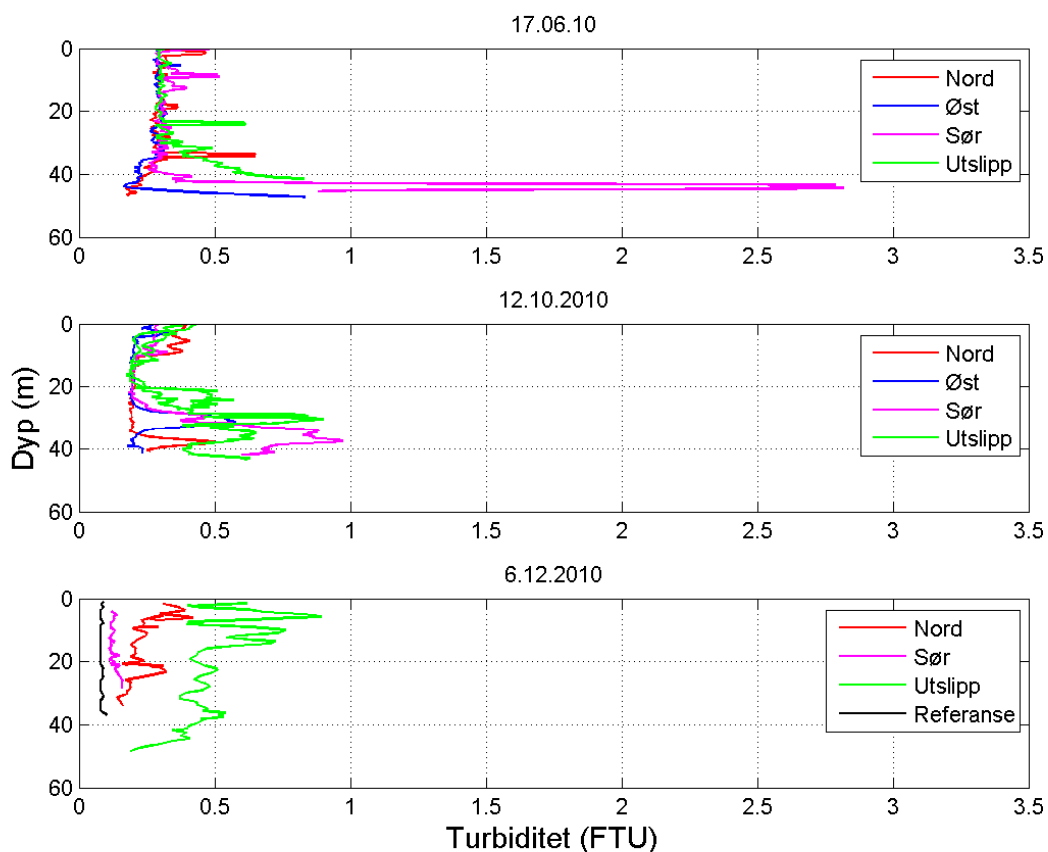 17.06.10
0
20
40
60
0 0.5 1 1.5 2 2.5 3 3.5
Nord
Øst
Sør
Utslipp
12.10.2010
0
20
40
60
0 0.5 1 1.5 2 2.5 3 3.5
Nord
Øst
Sør
Utslipp
Dyp (m)
6.12.2010
0
20
40
60
0 0.5 1 1.5 2 2.5 3 3.5
Nord
Sør
Utslipp
Referanse
Turbiditet (FTU)